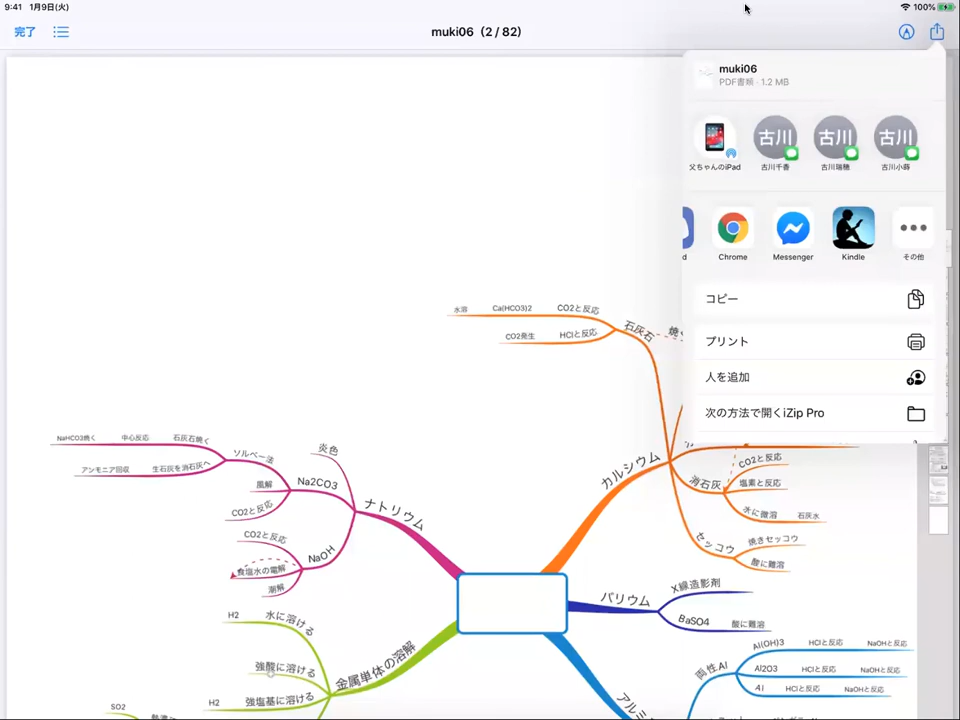 9:41 1月9日(火)
100%
完了
muki06（2 / 82）
muki06
PDF書類・1.2 MB
古川 古川 古川
父ちゃんのiPad 古川千香 古川瑞穂 古川小蒔
d Chrome Messenger Kindle その他
コピー
プリント
人を追加
次の方法で開くiZip Pro
水溶 Ca(HCO3)2 CO2と反応
CO2発生 HClと反応
石灰石
焼く
カルシウム
消石灰
CO2と反応
塩素と反応
水に微溶 石灰水
セッコウ
焼きセッコウ
酸に難溶
NaHCO3焼く 中心反応 石灰石焼く
アンモニア回収 生石灰を消石灰へ
ソルベー法
風解
CO2と反応
Na2CO3
炎色
ナトリウム
CO2と反応
食塩水の電解
潮解
NaOH
バリウム
X線造影剤
BaSO4 酸に難溶
H2 水に溶ける
強酸に溶ける
H2 強塩基に溶ける
SO2
金属単体の溶解
両性Al
Al(OH)3 HClと反応 NaOHと反応
Al2O3 HClと反応 NaOHと反応
Al HClと反応 NaOHと反応
アルミ